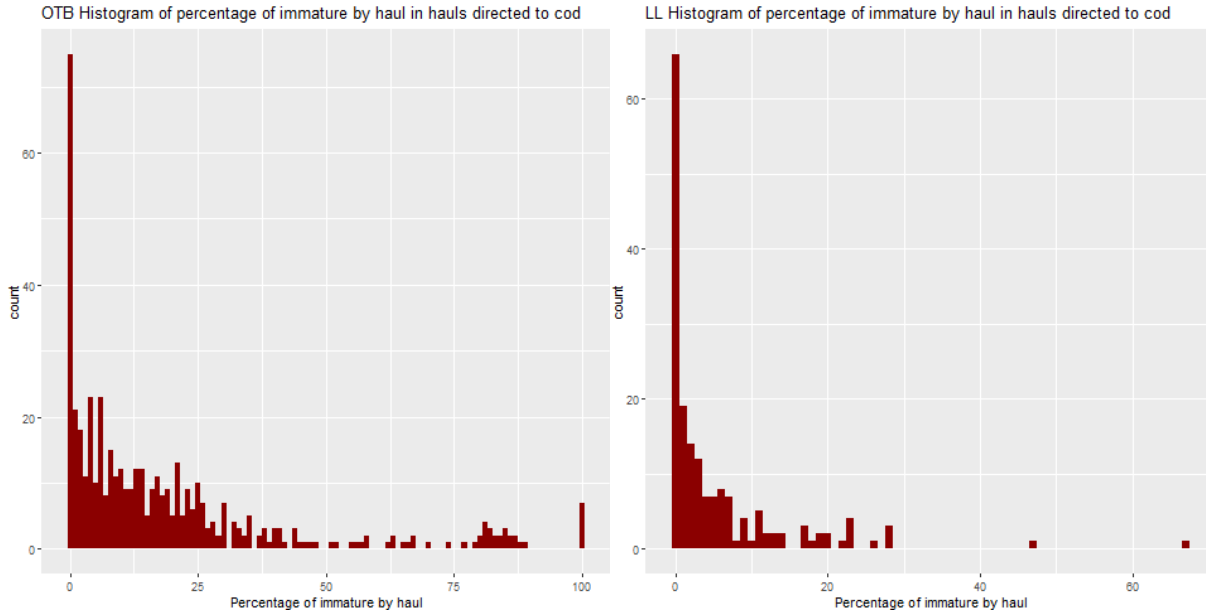 OTB Histogram of percentage of immature by haul in hauls directed to cod
60
40
20
0
count
0 25 50 75 100
Percentage of immature by haul
LL Histogram of percentage of immature by haul in hauls directed to cod
60
40
20
0
count
0 20 40 60
Percentage of immature by haul